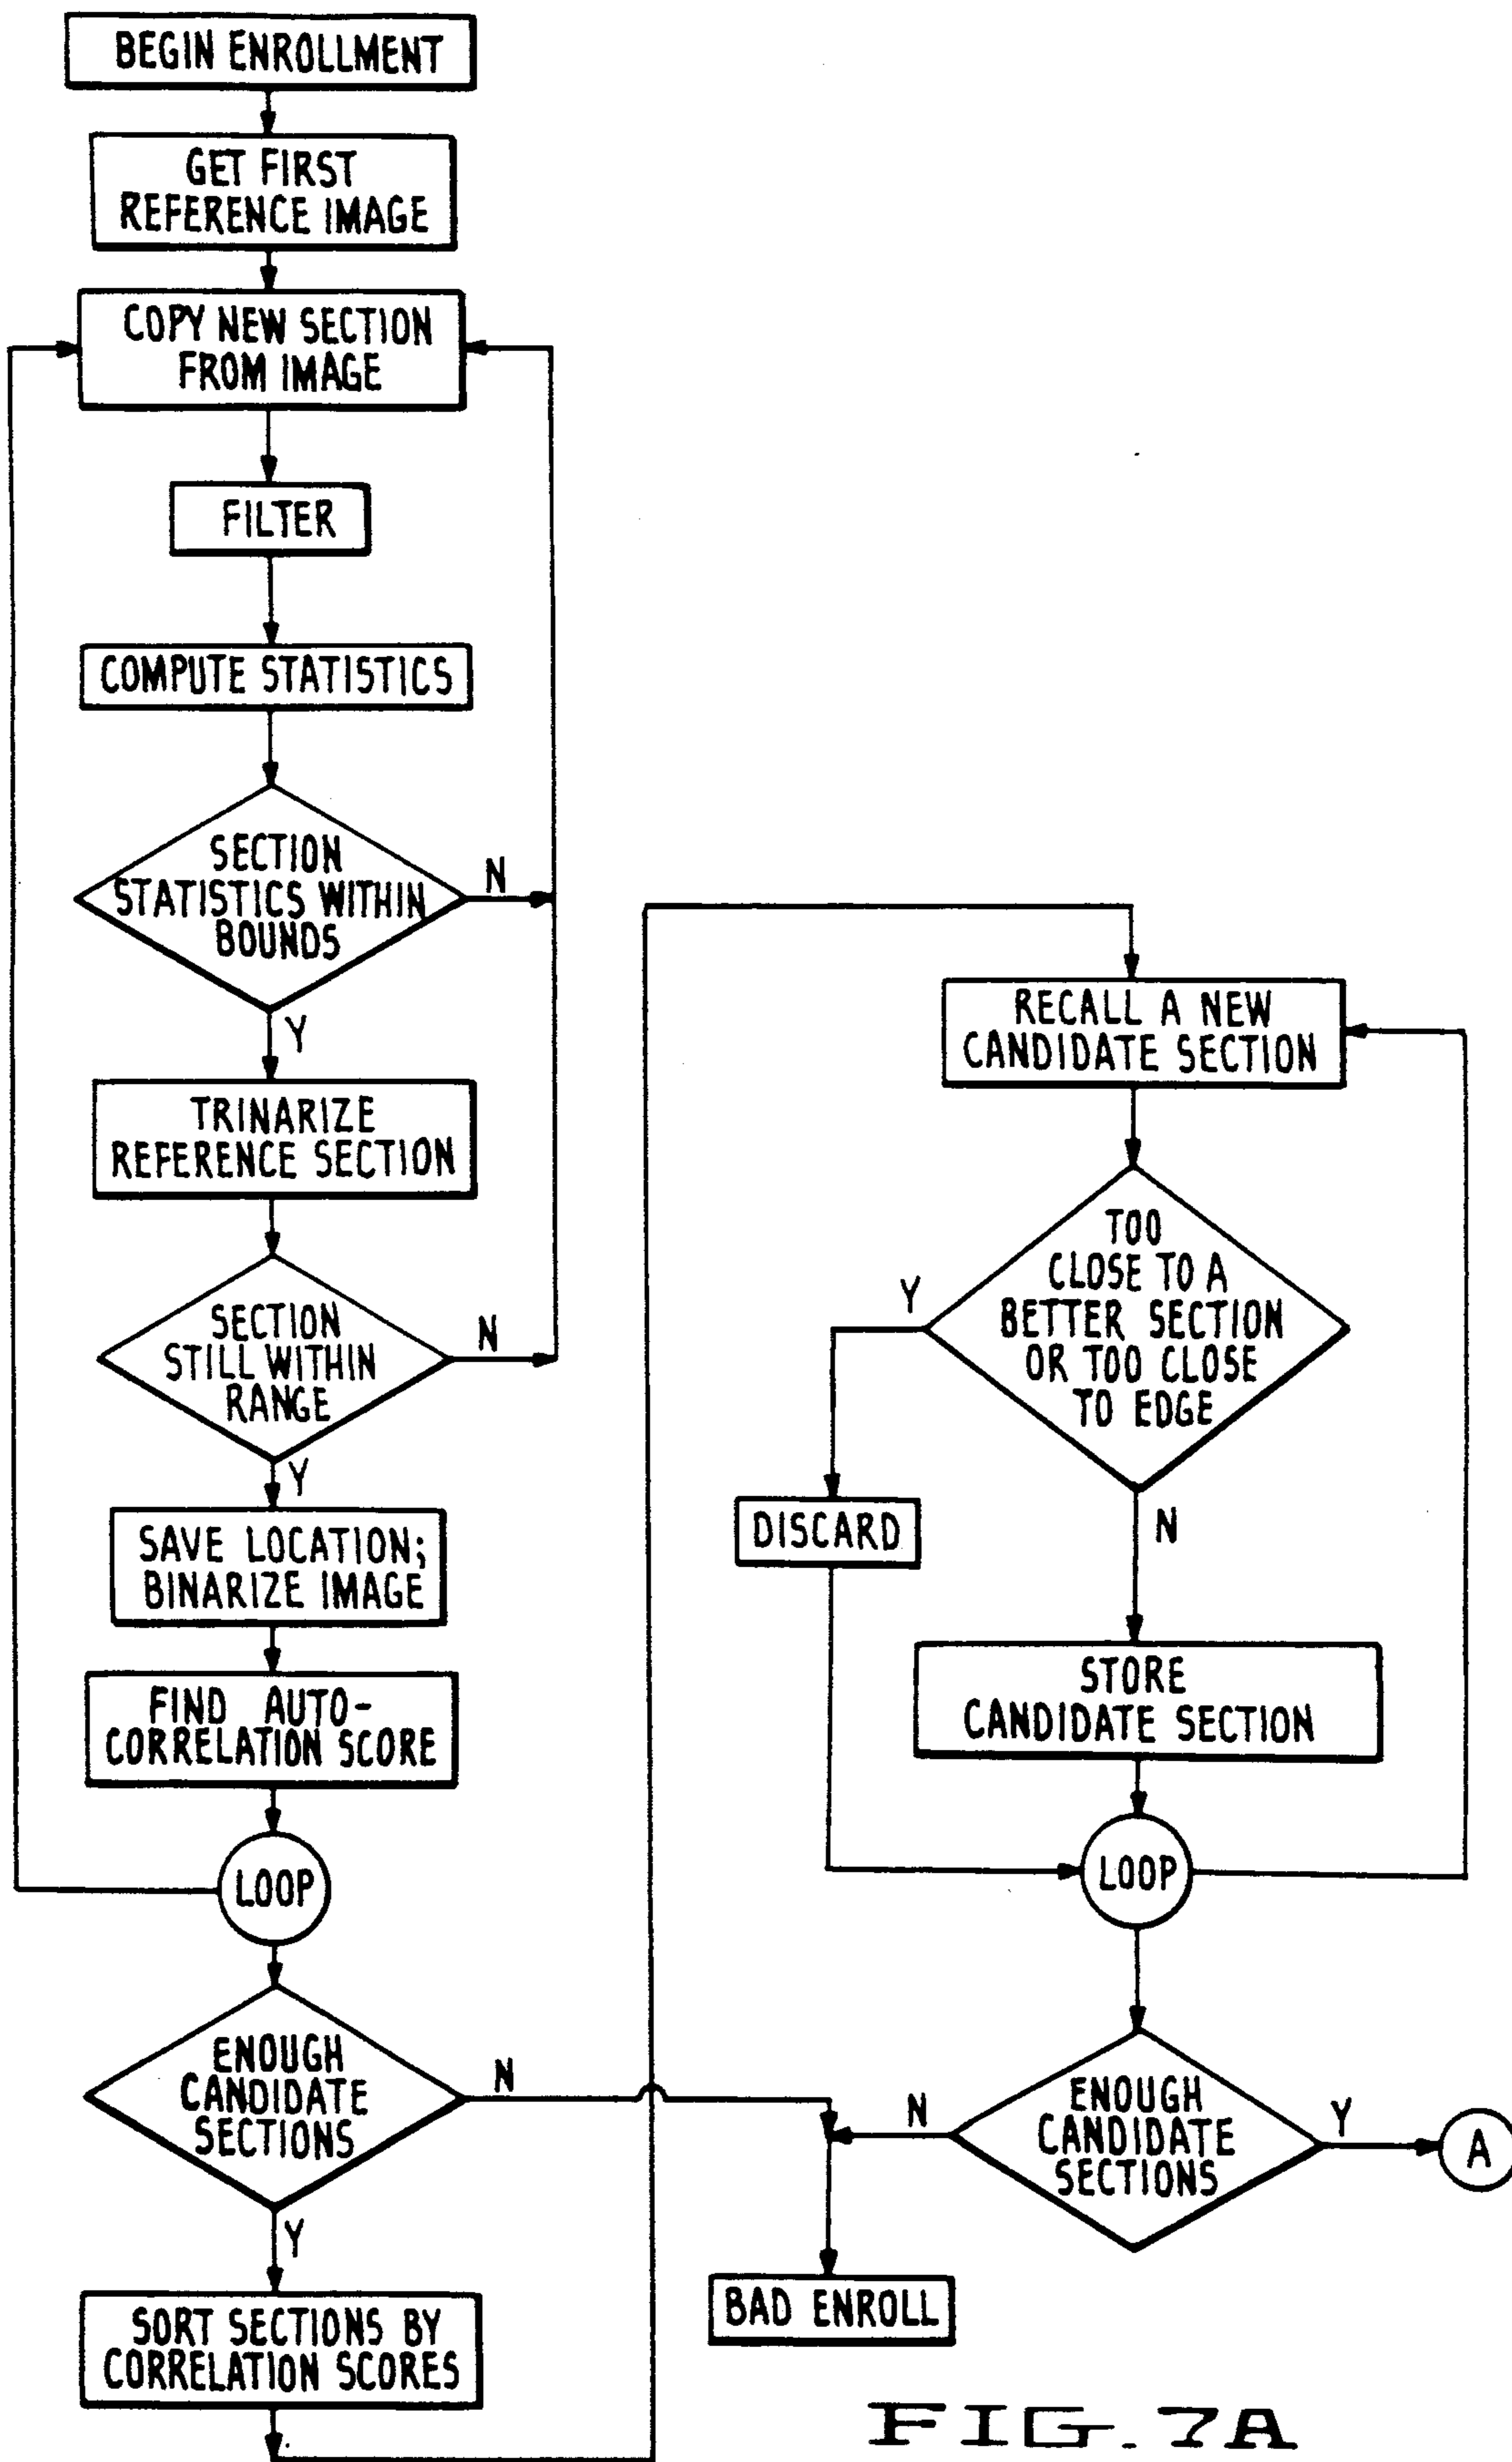 BEGIN ENROLLMENT
GET FIRST
REFERENCE IMAGE
COPY NEW SECTION
FROM IMAGE
FILTER
COMPUTE STATISTICS
SECTION
STATISTICS WITHIN
BOUNDS
N
Y
TRINARIZE
REFERENCE SECTION
SECTION
STILL WITHIN
RANGE
N
Y
SAVE LOCATION;
BINARIZE IMAGE
FIND AUTO-
CORRELATION SCORE
LOOP
ENOUGH
CANDIDATE
SECTIONS
N
Y
SORT SECTIONS BY
CORRELATION SCORES
RECALL A NEW
CANDIDATE SECTION
TOO
CLOSE TO A
BETTER SECTION
OR TOO CLOSE
TO EDGE
Y
N
DISCARD
STORE
CANDIDATE SECTION
LOOP
ENOUGH
CANDIDATE
SECTIONS
N
Y
A
BAD ENROLL
FIG. 7A